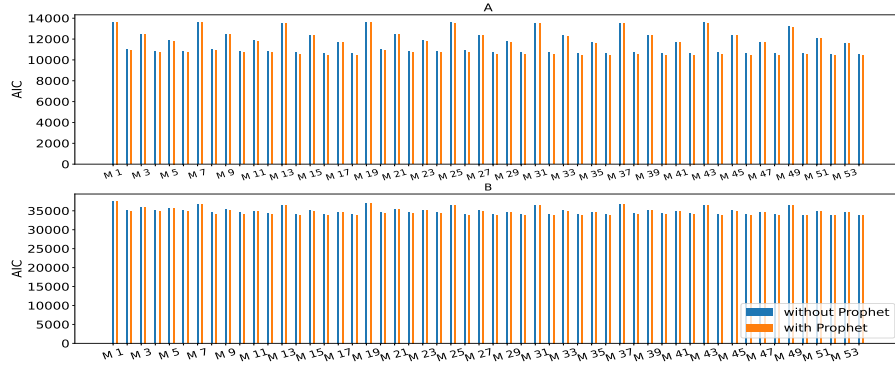 A
AIC
14000
12000
10000
8000
6000
4000
2000
0
M 1 M 3 M 5 M 7 M 9 M 11 M 13 M 15 M 17 M 19 M 21 M 23 M 25 M 27 M 29 M 31 M 33 M 35 M 37 M 39 M 41 M 43 M 45 M 47 M 49 M 51 M 53
B
AIC
35000
30000
25000
20000
15000
10000
5000
0
without Prophet
with Prophet
M 1 M 3 M 5 M 7 M 9 M 11 M 13 M 15 M 17 M 19 M 21 M 23 M 25 M 27 M 29 M 31 M 33 M 35 M 37 M 39 M 41 M 43 M 45 M 47 M 49 M 51 M 53